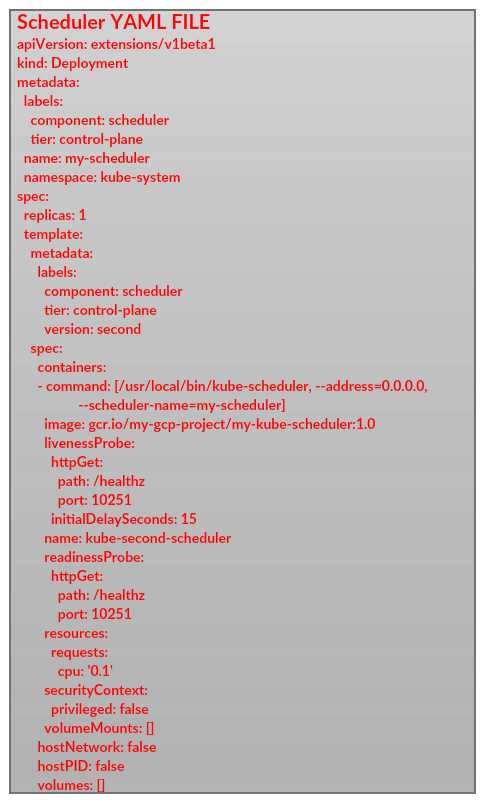 Scheduler YAML FILE
apiVersion: extensions/v1beta1
kind: Deployment
metadata:
  labels:
    component: scheduler
    tier: control-plane
  name: my-scheduler
  namespace: kube-system
spec:
  replicas: 1
  template:
    metadata:
      labels:
        component: scheduler
        tier: control-plane
        version: second
    spec:
      containers:
      - command: [/usr/local/bin/kube-scheduler, --address=0.0.0.0,
                  --scheduler-name=my-scheduler]
        image: gcr.io/my-gcp-project/my-kube-scheduler:1.0
        livenessProbe:
          httpGet:
            path: /healthz
            port: 10251
          initialDelaySeconds: 15
        name: kube-second-scheduler
        readinessProbe:
          httpGet:
            path: /healthz
            port: 10251
        resources:
          requests:
            cpu: '0.1'
        securityContext:
          privileged: false
        volumeMounts: []
      hostNetwork: false
      hostPID: false
      volumes: []